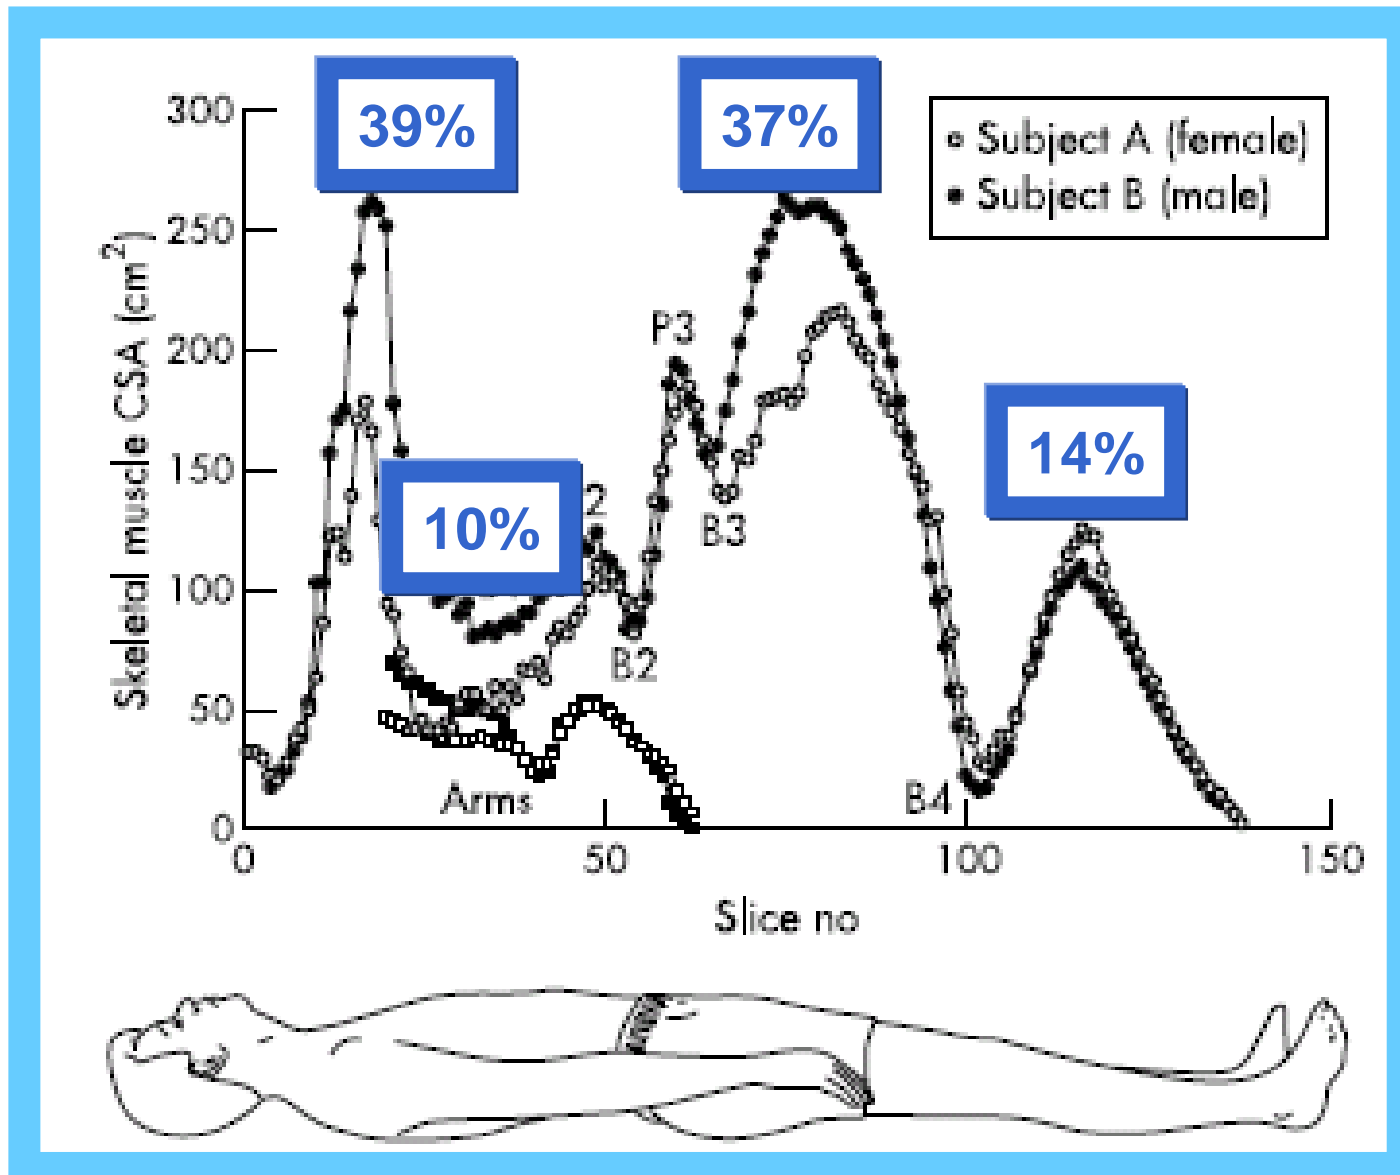 39%
37%
300
Subject A (female)
Subject B (male)
250
P3
200
14%
150
2
10%
B3
100
B2
50
Arms
B4
0
Skeletal muscle CSA (cm²)
0
50
100
150
Slice no